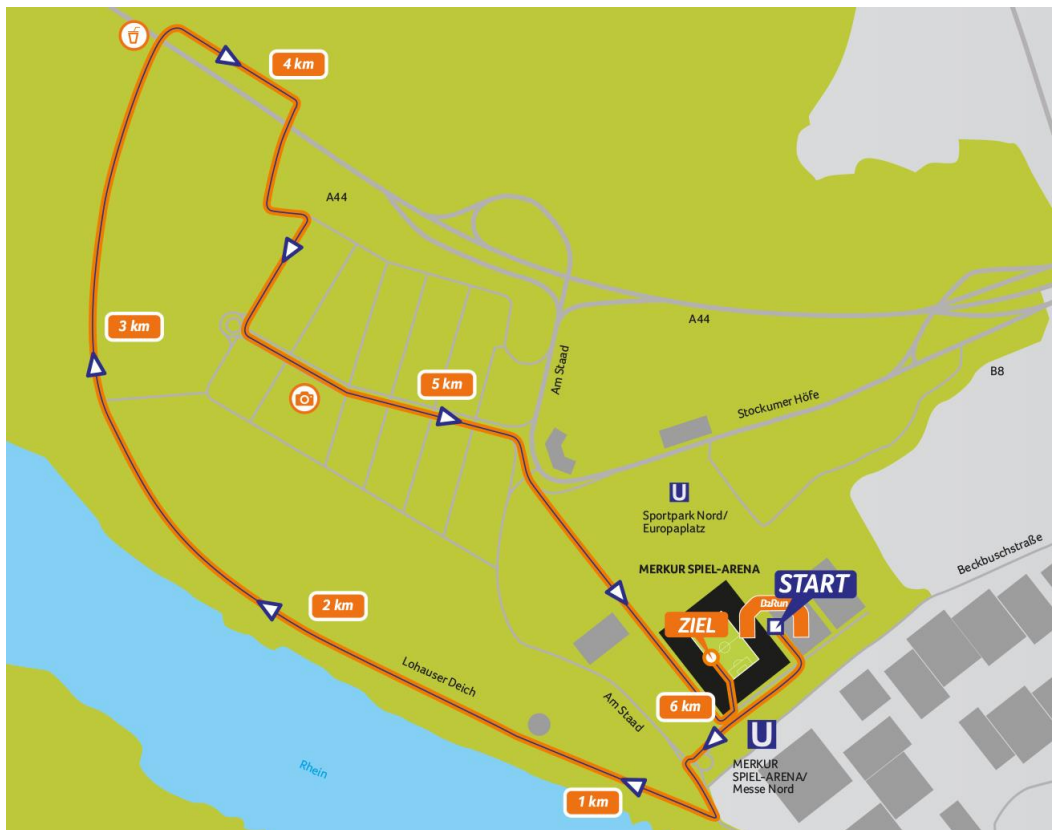 4 km
A44
3 km
A44
Am Staad
5 km
B8
Stockumer Höfe
U
Sportpark Nord/
Europaplatz
Beckbuschstraße
MERKUR SPIEL-ARENA
START
B2Run
ZIEL
2 km
Lohauser Deich
Am Staad
6 km
U
MERKUR
SPIEL-ARENA/
Messe Nord
Rhein
1 km